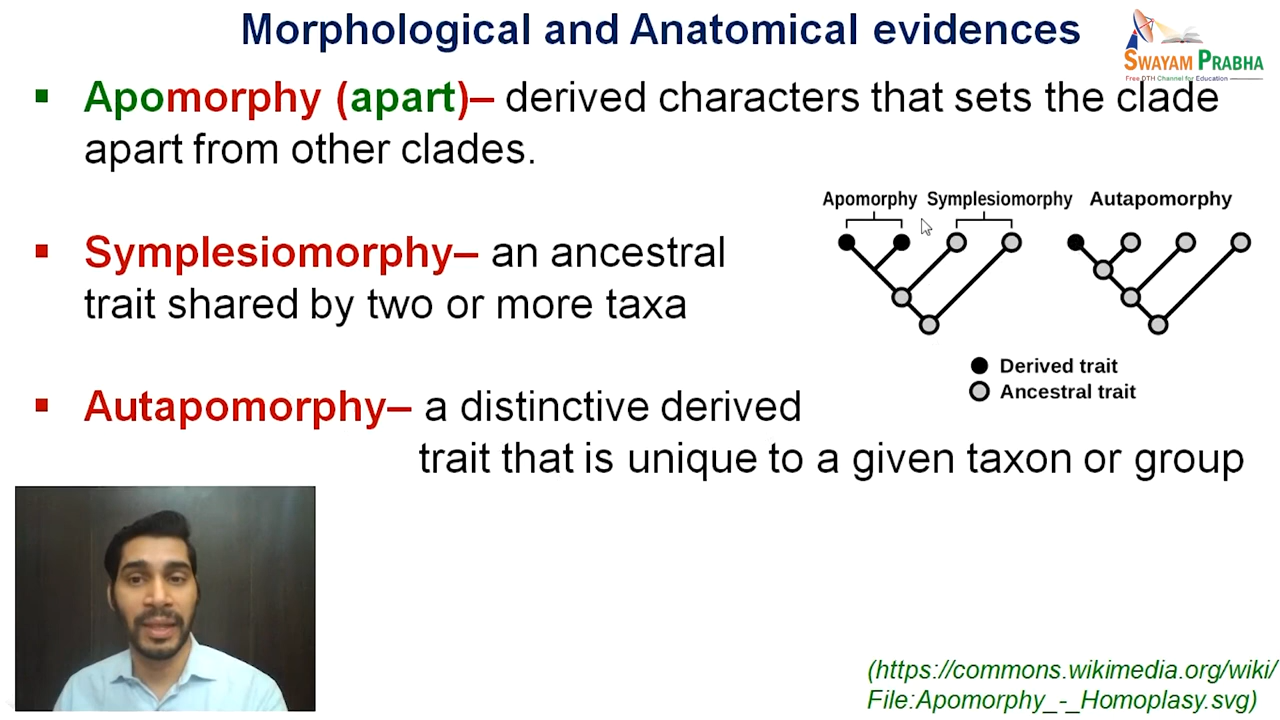 Morphological and Anatomical evidences
SWAYAM PRABHA
Free DTH Channel for Education
▪ Apomorphy (apart)– derived characters that sets the clade
apart from other clades.
Apomorphy Symplesiomorphy Autapomorphy
▪ Symplesiomorphy– an ancestral
trait shared by two or more taxa
Derived trait
Ancestral trait
▪ Autapomorphy– a distinctive derived
trait that is unique to a given taxon or group
(https://commons.wikimedia.org/wiki/
File:Apomorphy_-_Homoplasy.svg)